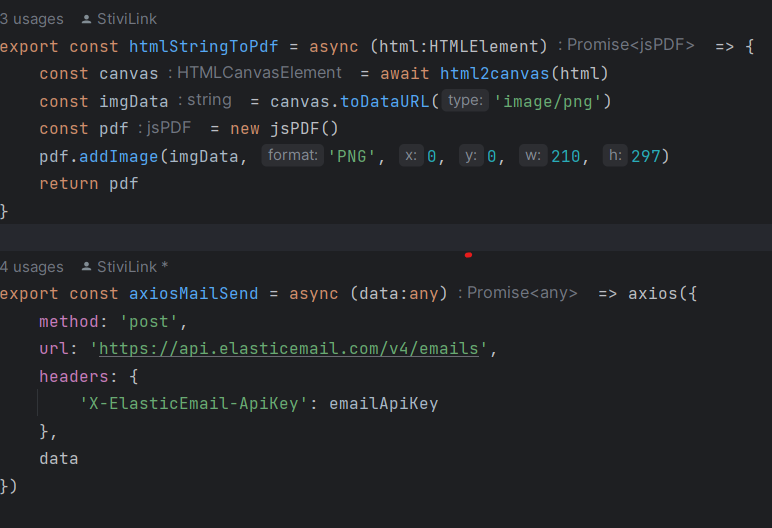 3 usages StiviLink
export const htmlStringToPdf = async (html:HTMLElement) : Promise<jsPDF> => {
const canvas : HTMLCanvasElement = await html2canvas(html)
const imgData : string = canvas.toDataURL( type: 'image/png')
const pdf : jsPDF = new jsPDF()
pdf.addImage(imgData, format: 'PNG', x: 0, y: 0, w: 210, h: 297)
return pdf
}
4 usages StiviLink *
export const axiosMailSend = async (data:any) : Promise<any> => axios({
method: 'post',
url: 'https://api.elasticemail.com/v4/emails',
headers: {
'X-ElasticEmail-ApiKey': emailApiKey
},
data
})